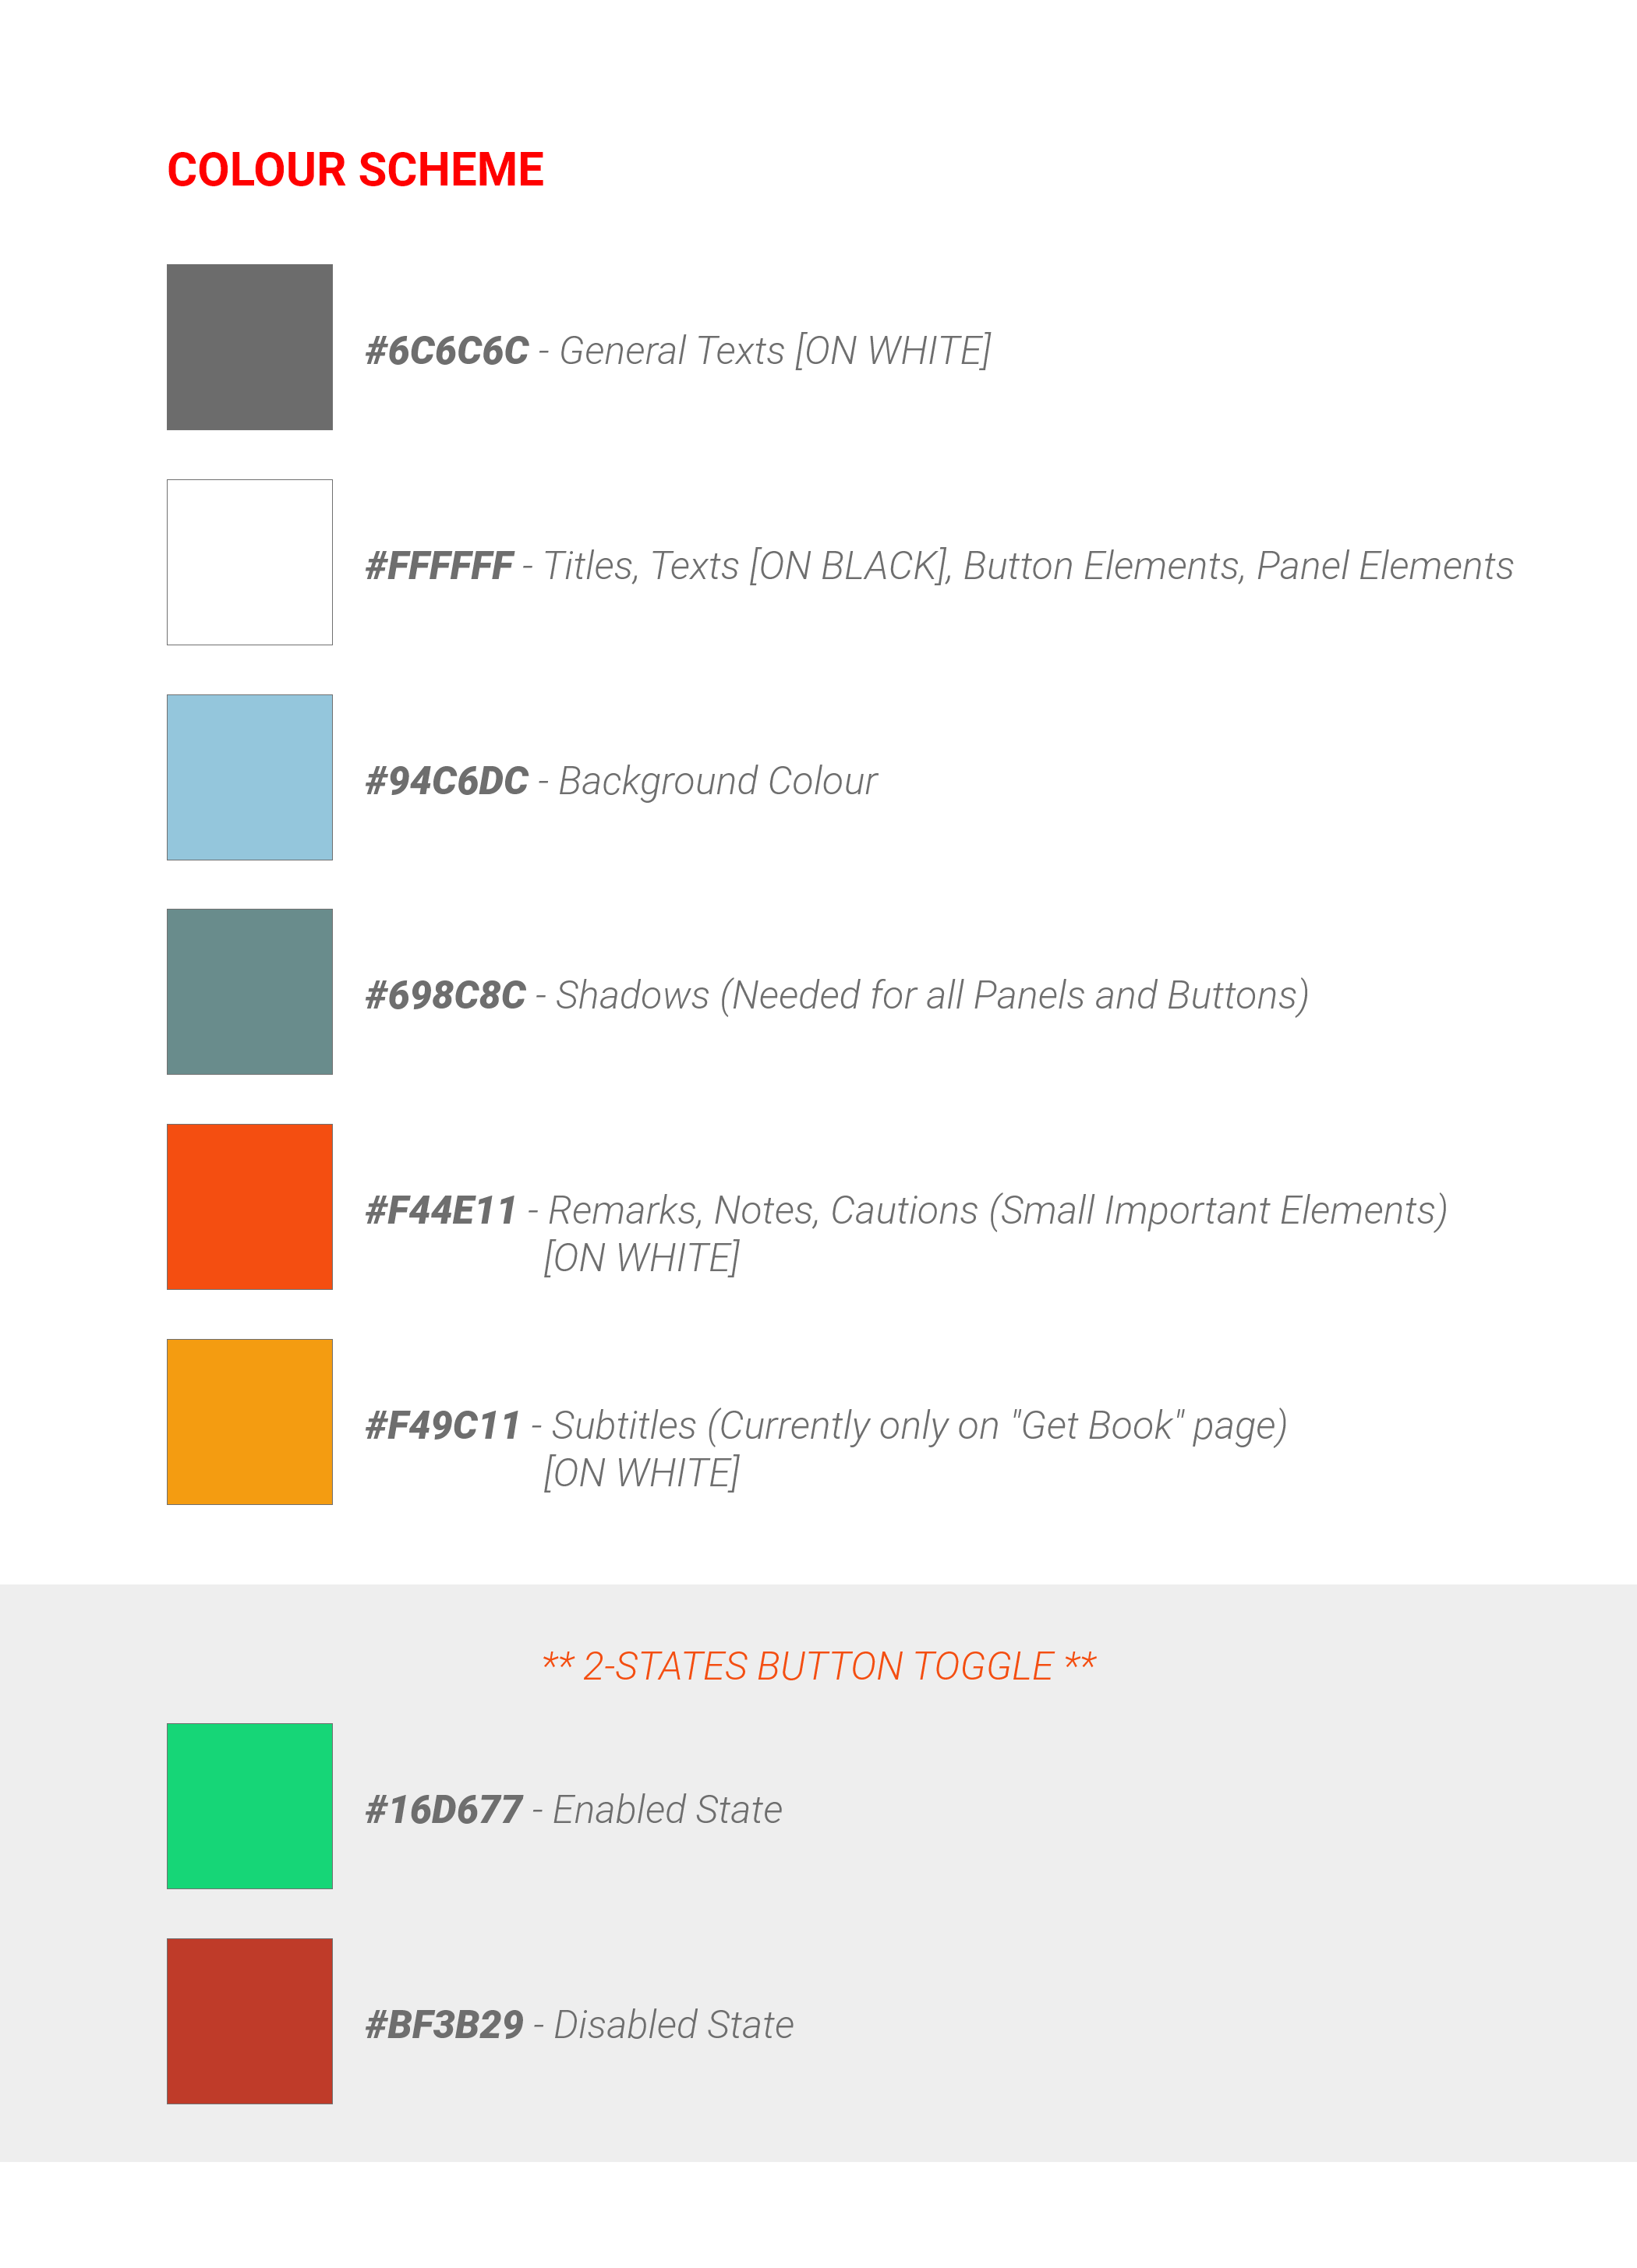 COLOUR SCHEME
#6C6C6C - General Texts [ON WHITE]
#FFFFFF - Titles, Texts [ON BLACK], Button Elements, Panel Elements
#94C6DC - Background Colour
#698C8C - Shadows (Needed for all Panels and Buttons)
#F44E11 - Remarks, Notes, Cautions (Small Important Elements)
[ON WHITE]
#F49C11 - Subtitles (Currently only on "Get Book" page)
[ON WHITE]
** 2-STATES BUTTON TOGGLE **
#16D677 - Enabled State
#BF3B29 - Disabled State